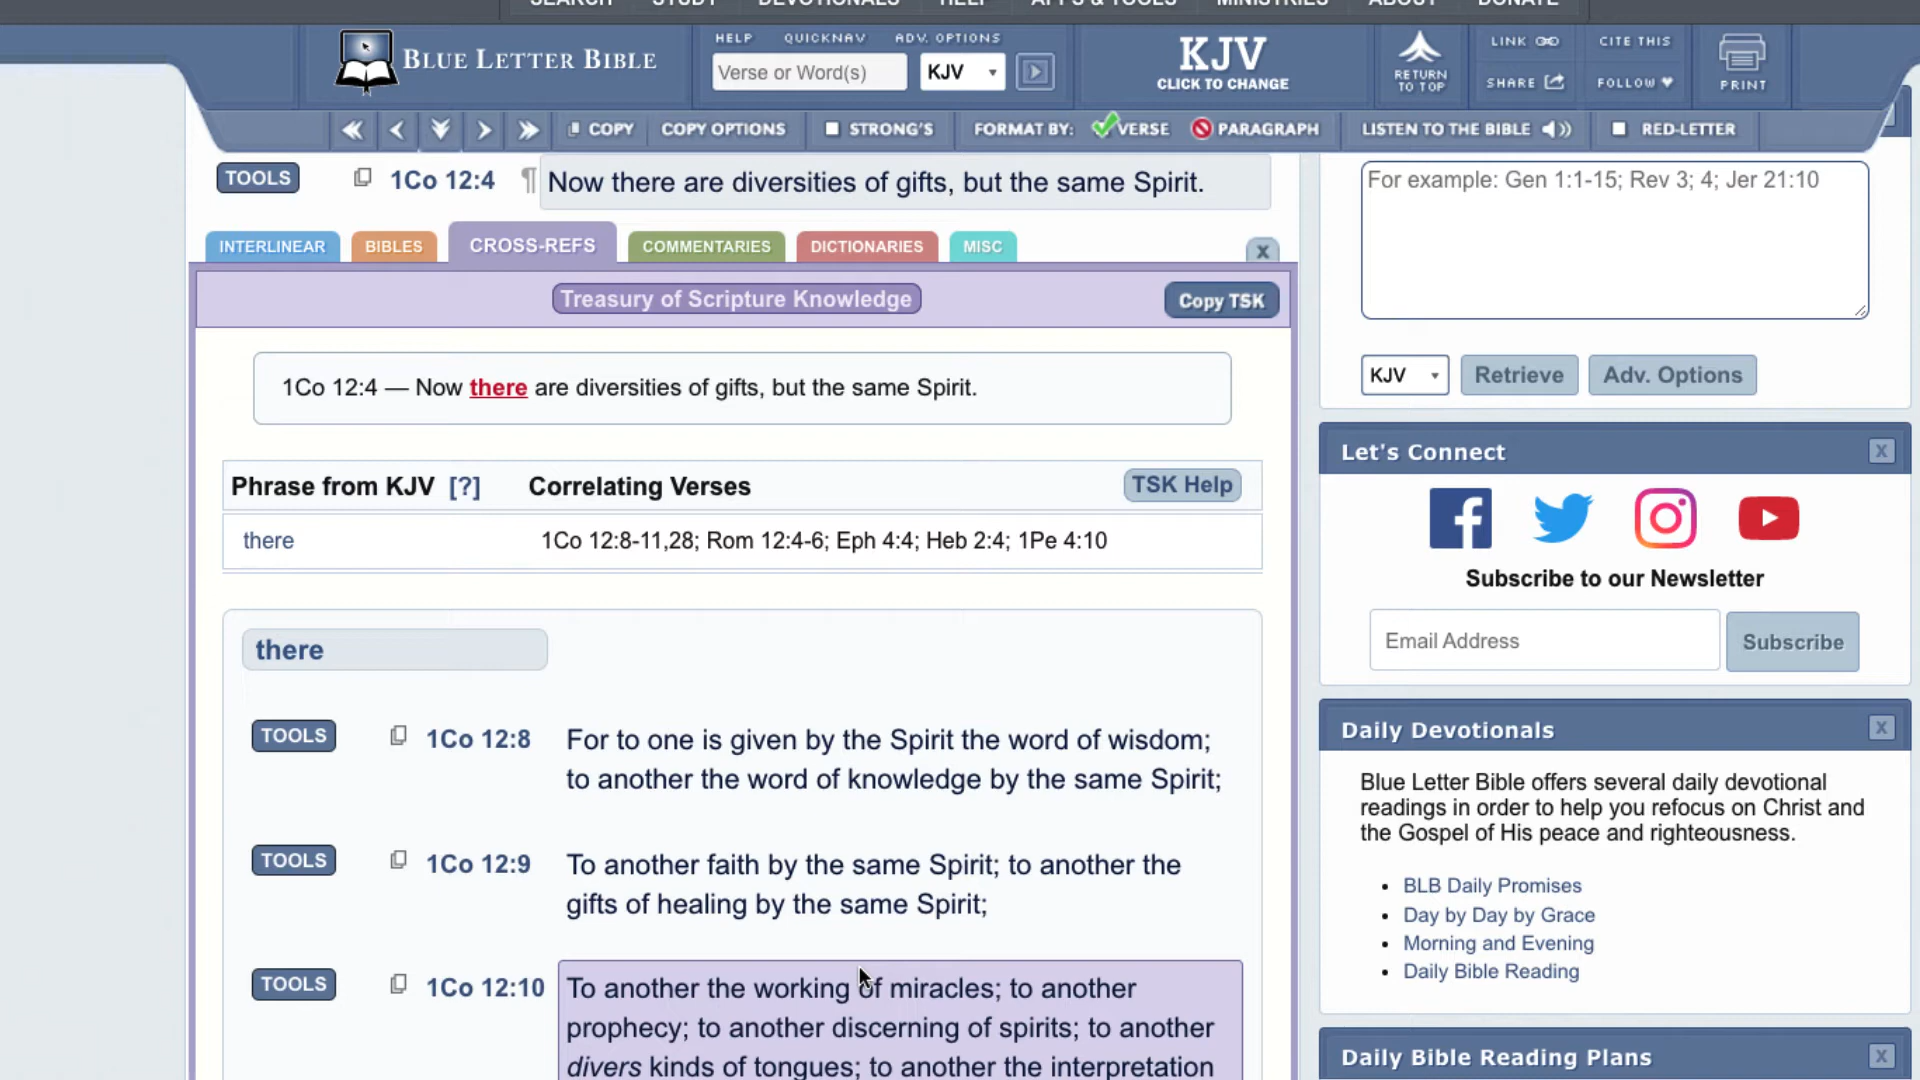 SEARCH STUDY DEVOTIONALS HELP APPS & TOOLS MINISTRIES ABOUT DONATE
BLUE LETTER BIBLE
HELP QUICKNAV ADV. OPTIONS
Verse or Word(s) KJV
KJV
CLICK TO CHANGE
RETURN
TO TOP
LINK
SHARE
CITE THIS
FOLLOW
PRINT
COPY COPY OPTIONS STRONG'S FORMAT BY: VERSE PARAGRAPH LISTEN TO THE BIBLE RED-LETTER
TOOLS 1Co 12:4 ¶ Now there are diversities of gifts, but the same Spirit.
INTERLINEAR BIBLES CROSS-REFS COMMENTARIES DICTIONARIES MISC X
Treasury of Scripture Knowledge Copy TSK
1Co 12:4 — Now there are diversities of gifts, but the same Spirit.
Phrase from KJV [?] Correlating Verses TSK Help
there 1Co 12:8-11,28; Rom 12:4-6; Eph 4:4; Heb 2:4; 1Pe 4:10
there
TOOLS 1Co 12:8 For to one is given by the Spirit the word of wisdom;
to another the word of knowledge by the same Spirit;
TOOLS 1Co 12:9 To another faith by the same Spirit; to another the
gifts of healing by the same Spirit;
TOOLS 1Co 12:10 To another the working of miracles; to another
prophecy; to another discerning of spirits; to another
divers kinds of tongues; to another the interpretation
For example: Gen 1:1-15; Rev 3; 4; Jer 21:10
KJV Retrieve Adv. Options
Let's Connect X
Subscribe to our Newsletter
Email Address Subscribe
Daily Devotionals X
Blue Letter Bible offers several daily devotional
readings in order to help you refocus on Christ and
the Gospel of His peace and righteousness.
• BLB Daily Promises
• Day by Day by Grace
• Morning and Evening
• Daily Bible Reading
Daily Bible Reading Plans X